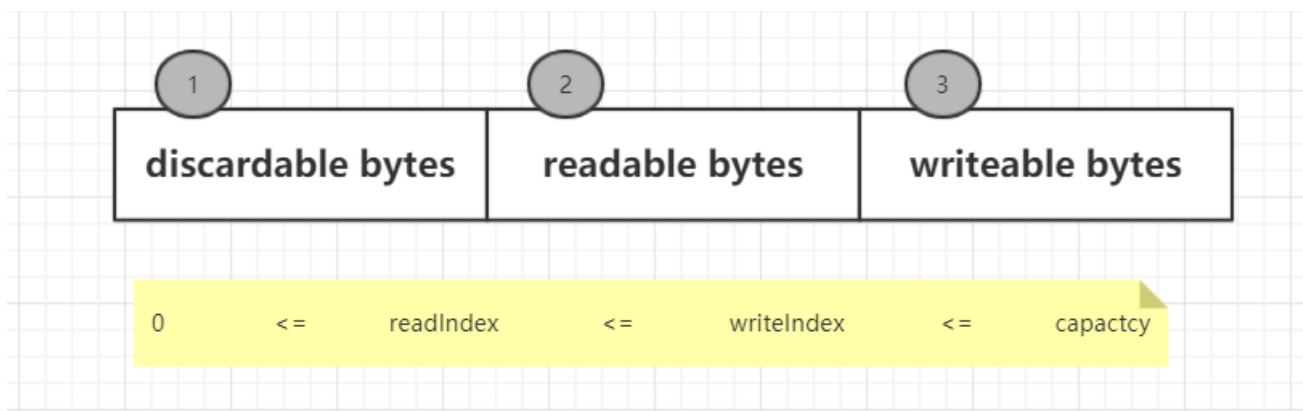 1 2 3
discardable bytes readable bytes writeable bytes
0 <= readIndex <= writeIndex <= capactcy